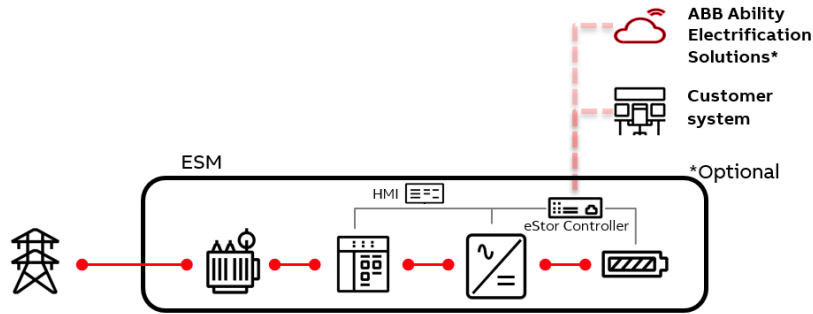 ABB Ability
Electrification
Solutions*
Customer
system
*Optional
ESM
HMI
eStor Controller